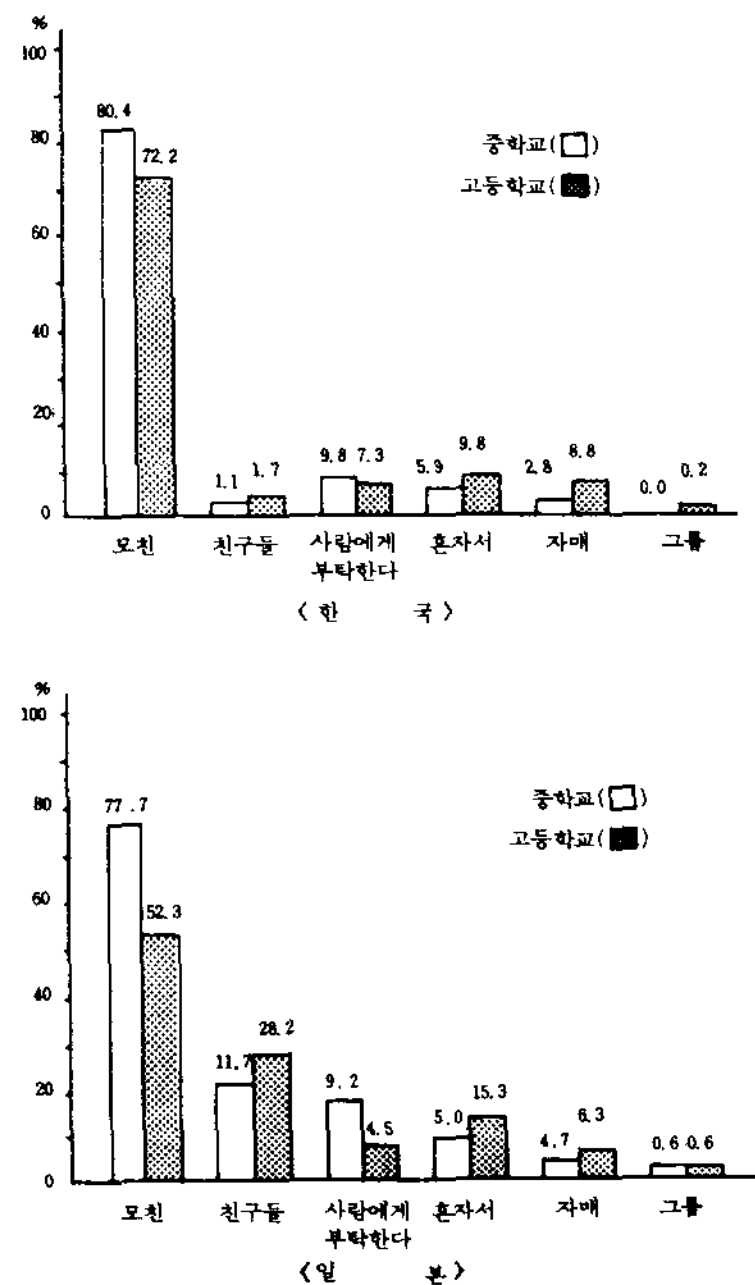 %
100
80
60
40
20
0
80.4
72.2
1.1
1.7
9.8
7.3
5.9
9.8
2.8
8.8
0.0
0.2
중학교(□)
고등학교(▩)
모친
친구들
사람에게
부탁한다
혼자서
자매
그룹
〈한 국〉
%
100
80
60
40
20
0
77.7
52.3
11.7
28.2
9.2
4.5
5.0
15.3
4.7
6.3
0.6
0.6
중학교(□)
고등학교(▩)
모친
친구들
사람에게
부탁한다
혼자서
자매
그룹
〈일 본〉